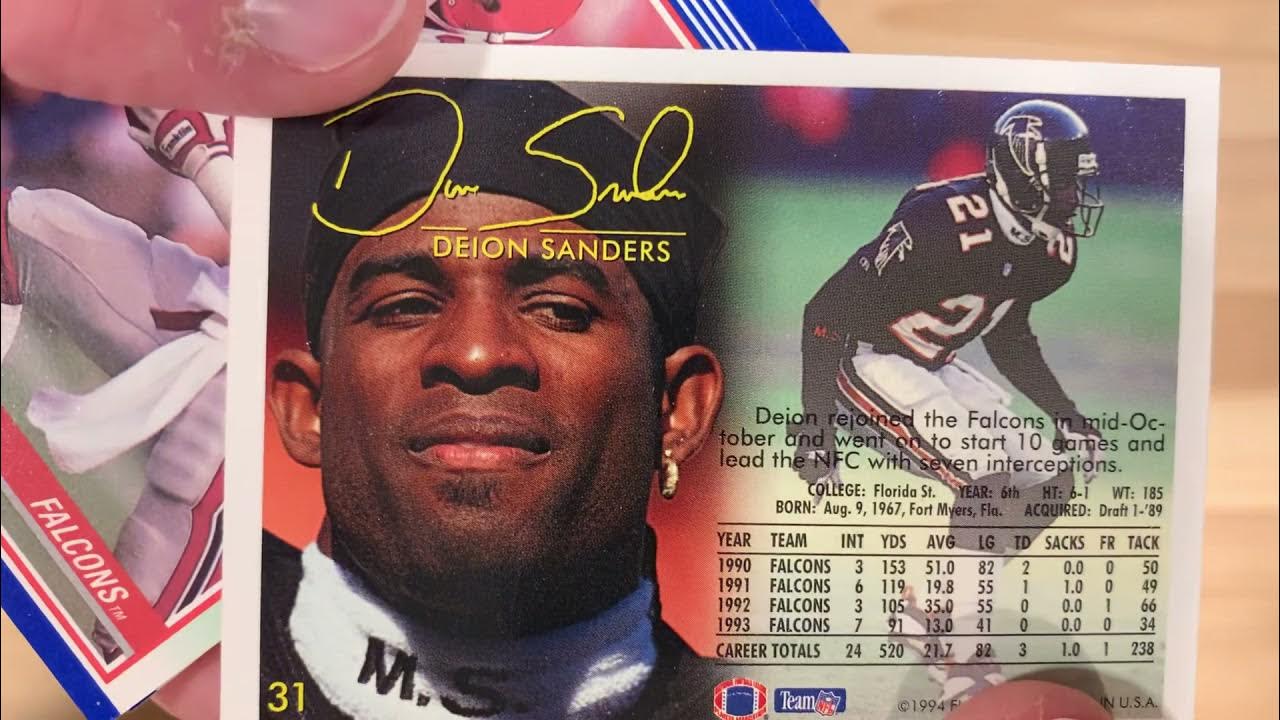 Franklin
FALCONS™
Deion Sanders
DEION SANDERS
21
2
21
M.S.
Deion rejoined the Falcons in mid-Oc-
tober and went on to start 10 games and
lead the NFC with seven interceptions.
COLLEGE: Florida St. YEAR: 6th HT: 6-1 WT: 185
BORN: Aug. 9, 1967, Fort Myers, Fla. ACQUIRED: Draft 1-'89
YEAR TEAM INT YDS AVG LG TD SACKS FR TACK
1990 FALCONS 3 153 51.0 82 2 0.0 0 50
1991 FALCONS 6 119 19.8 55 1 1.0 0 49
1992 FALCONS 3 105 35.0 55 0 0.0 1 66
1993 FALCONS 7 91 13.0 41 0 0.0 0 34
CAREER TOTALS 24 520 21.7 82 3 1.0 1 238
M.S.
31
Team NFL
©1994 IN U.S.A.